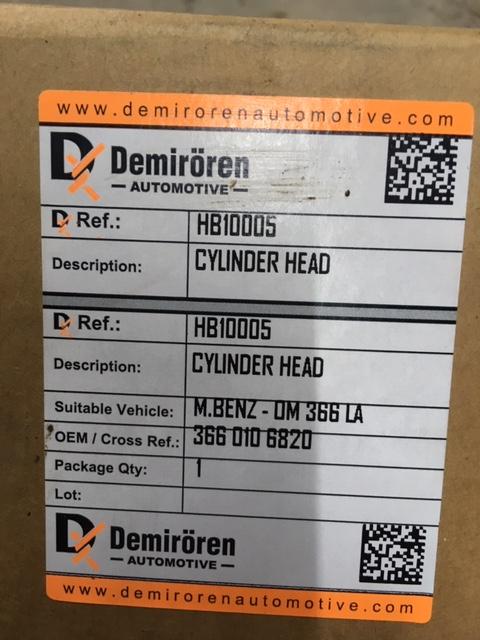 www.demirorenautomotive.com
D Demirören
AUTOMOTIVE
D Ref.: HB10005
Description: CYLINDER HEAD
D Ref.: HB10005
Description: CYLINDER HEAD
Suitable Vehicle: M.BENZ - OM 366 LA
OEM / Cross Ref.: 366 010 6820
Package Qty: 1
Lot:
D Demirören
AUTOMOTIVE
www.demirorenautomotive.com